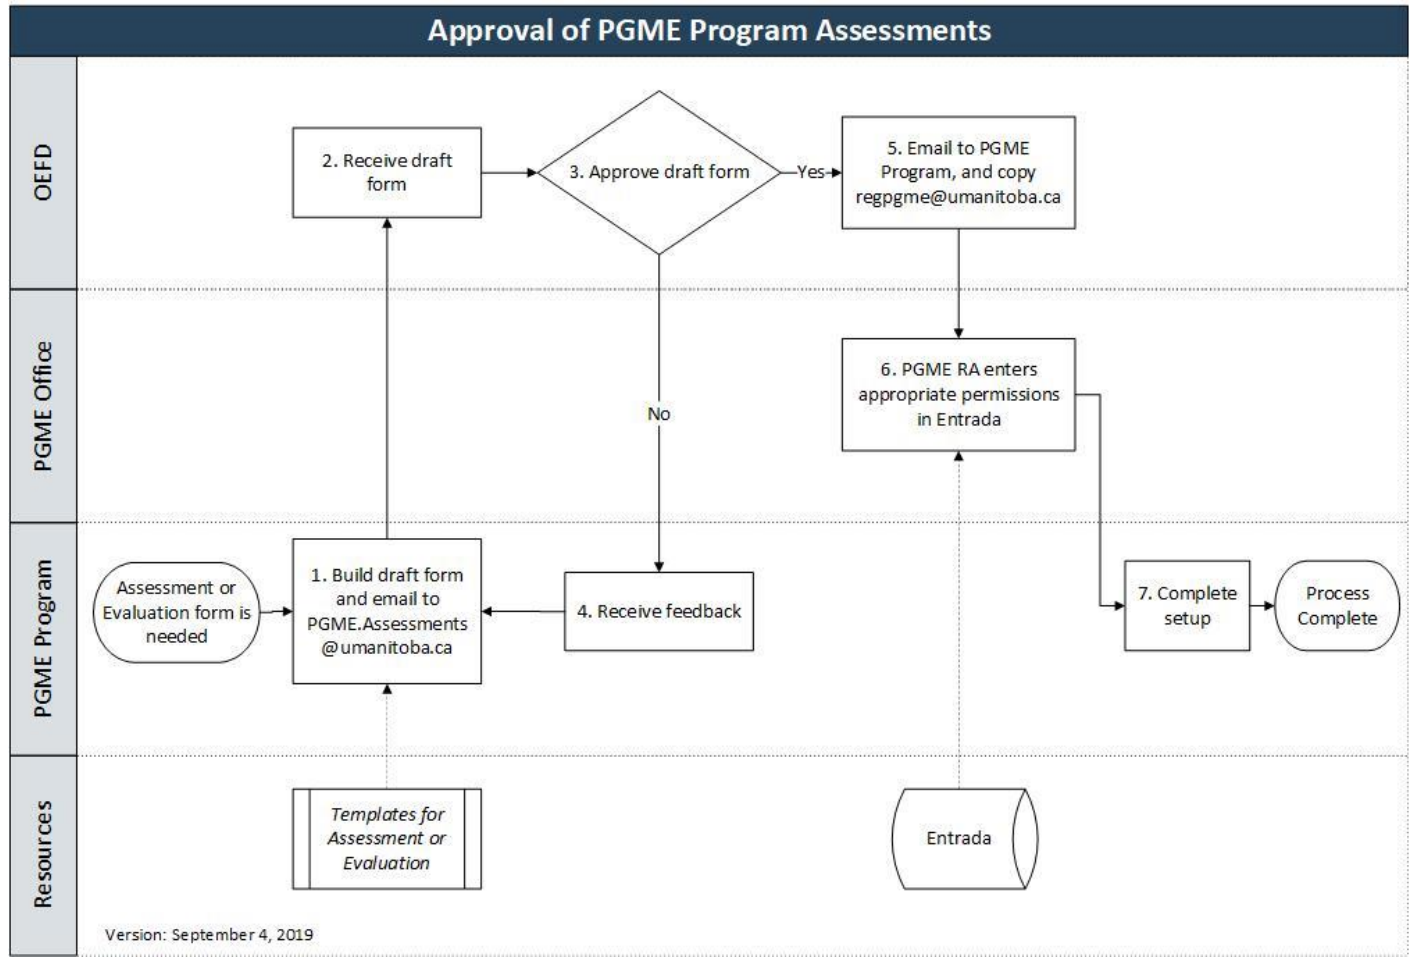 Approval of PGME Program Assessments
OEFD
2. Receive draft
form
3. Approve draft form
Yes
5. Email to PGME
Program, and copy
regpgme@umanitoba.ca
PGME Office
No
6. PGME RA enters
appropriate permissions
in Entrada
PGME Program
Assessment or
Evaluation form is
needed
1. Build draft form
and email to
PGME.Assessments
@umanitoba.ca
4. Receive feedback
7. Complete
setup
Process
Complete
Resources
Templates for
Assessment or
Evaluation
Entrada
Version: September 4, 2019